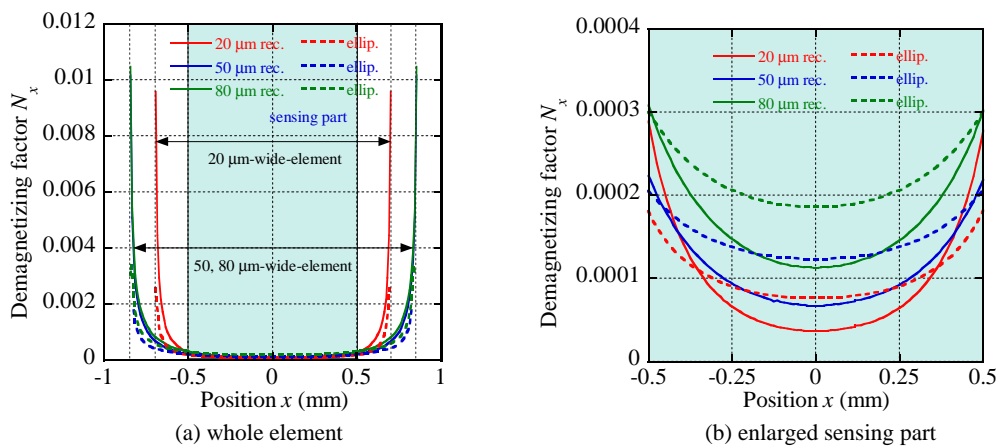 0.012
0.01
0.008
0.006
0.004
0.002
0
Demagnetizing factor Nx
20 μm rec. ellip.
50 μm rec. ellip.
80 μm rec. ellip.
sensing part
20 μm-wide-element
50, 80 μm-wide-element
-1 -0.5 0 0.5 1
Position x (mm)
(a) whole element
0.0004
0.0003
0.0002
0.0001
0
Demagnetizing factor Nx
20 μm rec. ellip.
50 μm rec. ellip.
80 μm rec. ellip.
-0.5 -0.25 0 0.25 0.5
Position x (mm)
(b) enlarged sensing part